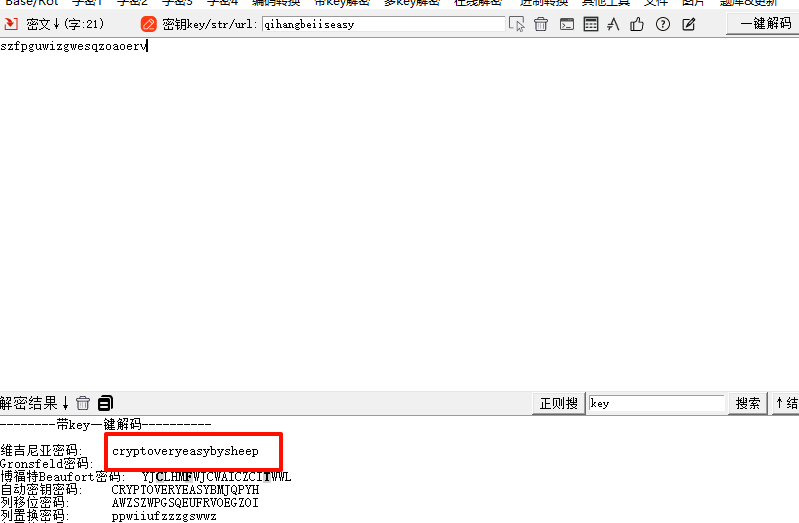 Base/Rot 字密1 字密2 字密3 字密4 编码转换 带key解密 多key解密 在线解密 进制转换 其他工具 文件 图片 题库&更新
密文↓(字:21) 密钥key/str/url: qihangbeiiseasy 一键解码
szfpguwizgwesqzoaoerv
解密结果↓ 正则搜 key 搜索 ↑结
--------带key一键解码----------
维吉尼亚密码: cryptoveryeasybysheep
Gronsfeld密码:
博福特Beaufort密码: YJCLHMFWJCWAICZCITWWL
自动密钥密码: CRYPTOVERYEASYBMJQPYH
列移位密码: AWZSZWPGSQEUFRVOEGZOI
列置换密码: ppwiiufzzzgswwz